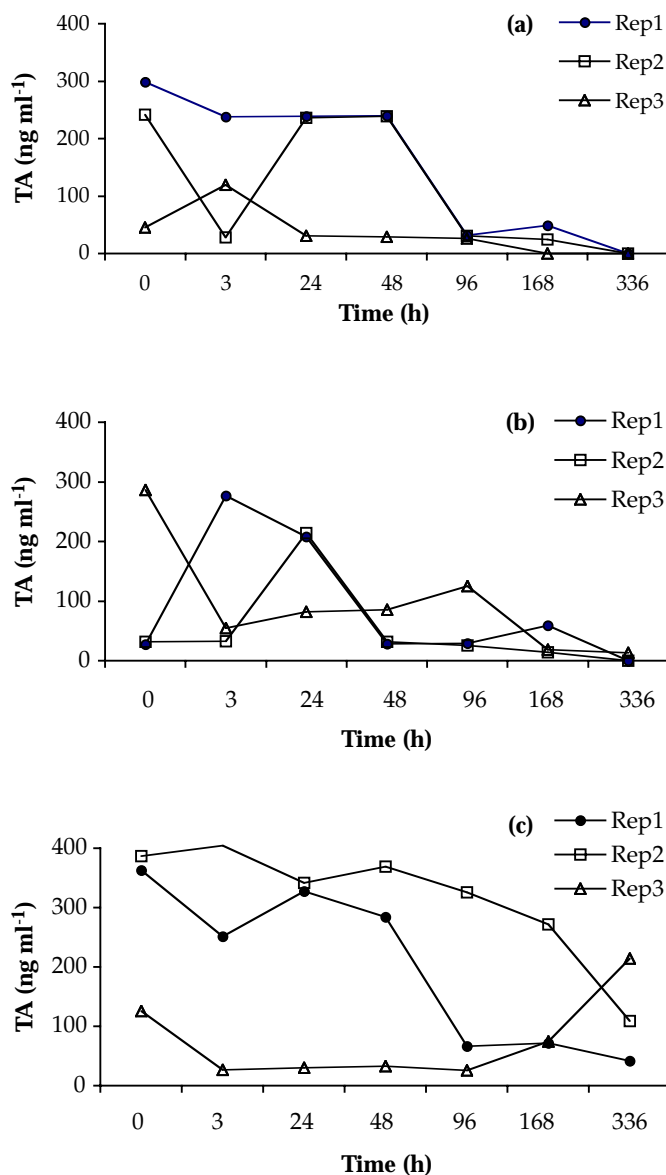 (a)
Rep1
Rep2
Rep3
400
300
200
100
0
TA (ng ml-1)
0 3 24 48 96 168 336
Time (h)
(b)
Rep1
Rep2
Rep3
400
300
200
100
0
TA (ng ml-1)
0 3 24 48 96 168 336
Time (h)
(c)
Rep1
Rep2
Rep3
400
300
200
100
0
TA (ng ml-1)
0 3 24 48 96 168 336
Time (h)